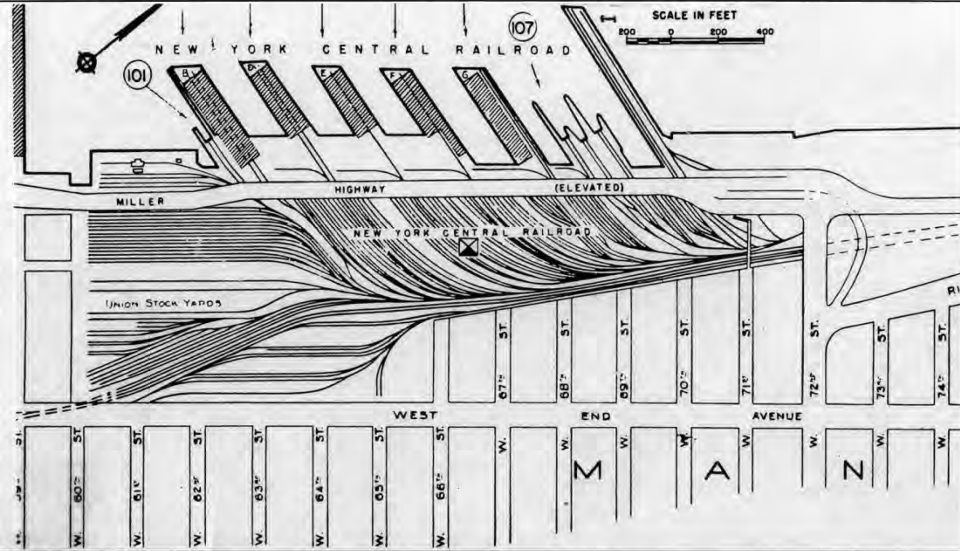 SCALE IN FEET
200 0 200 400
107
NEW YORK CENTRAL RAILROAD
101
B D E F G
HIGHWAY (ELEVATED)
MILLER
NEW YORK CENTRAL RAILROAD
UNION STOCK YARDS
67TH ST.
68TH ST.
69TH ST.
70TH ST.
71ST ST.
72ND ST.
73RD ST.
74TH ST.
WEST END AVENUE
W. 60TH ST.
W. 61ST ST.
W. 62ND ST.
W. 63RD ST.
W. 64TH ST.
W. 65TH ST.
W. 66TH ST.
W.
W.
W.
W.
W.
W.
W.
W.
M A N